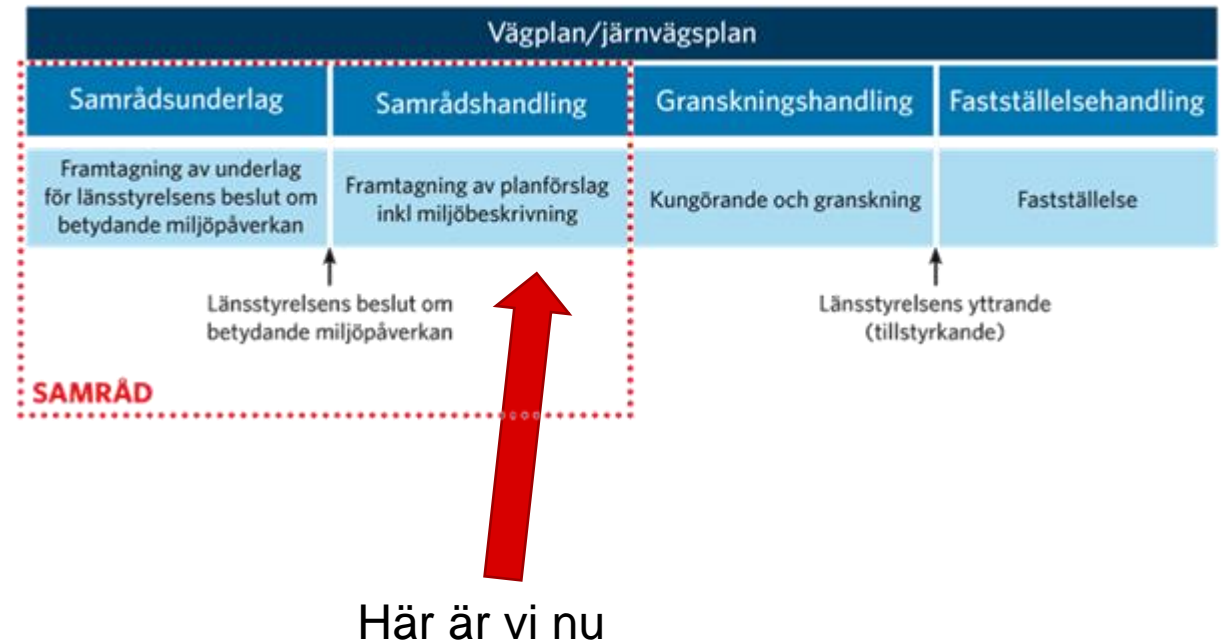 Vägplan/järnvägsplan
Samrådsunderlag
Samrådshandling
Granskningshandling
Fastställelsehandling
Framtagning av underlag
för länsstyrelsens beslut om
betydande miljöpåverkan
Framtagning av planförslag
inkl miljöbeskrivning
Kungörande och granskning
Fastställelse
Länsstyrelsens beslut om
betydande miljöpåverkan
Länsstyrelsens yttrande
(tillstyrkande)
SAMRÅD
Här är vi nu